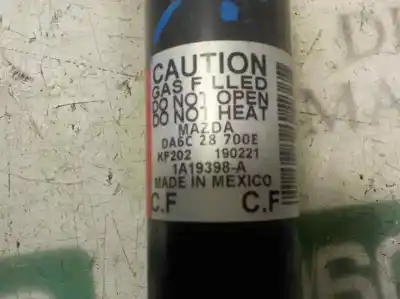 CAUTION
GAS F LLED
DO NOT OPEN
DO NOT HEAT
MAZDA
DA6C 28 700E
KF202 190221
1A19398-A
MADE IN MEXICO
C.F C.F